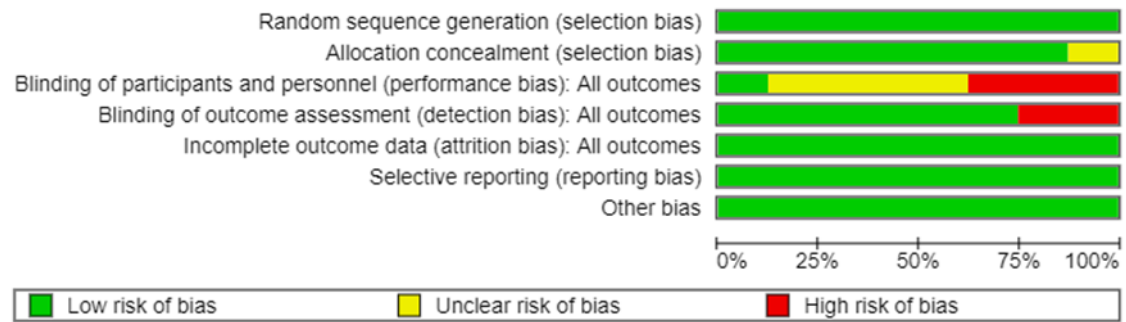 Random sequence generation (selection bias)
Allocation concealment (selection bias)
Blinding of participants and personnel (performance bias): All outcomes
Blinding of outcome assessment (detection bias): All outcomes
Incomplete outcome data (attrition bias): All outcomes
Selective reporting (reporting bias)
Other bias
0% 25% 50% 75% 100%
Low risk of bias Unclear risk of bias High risk of bias